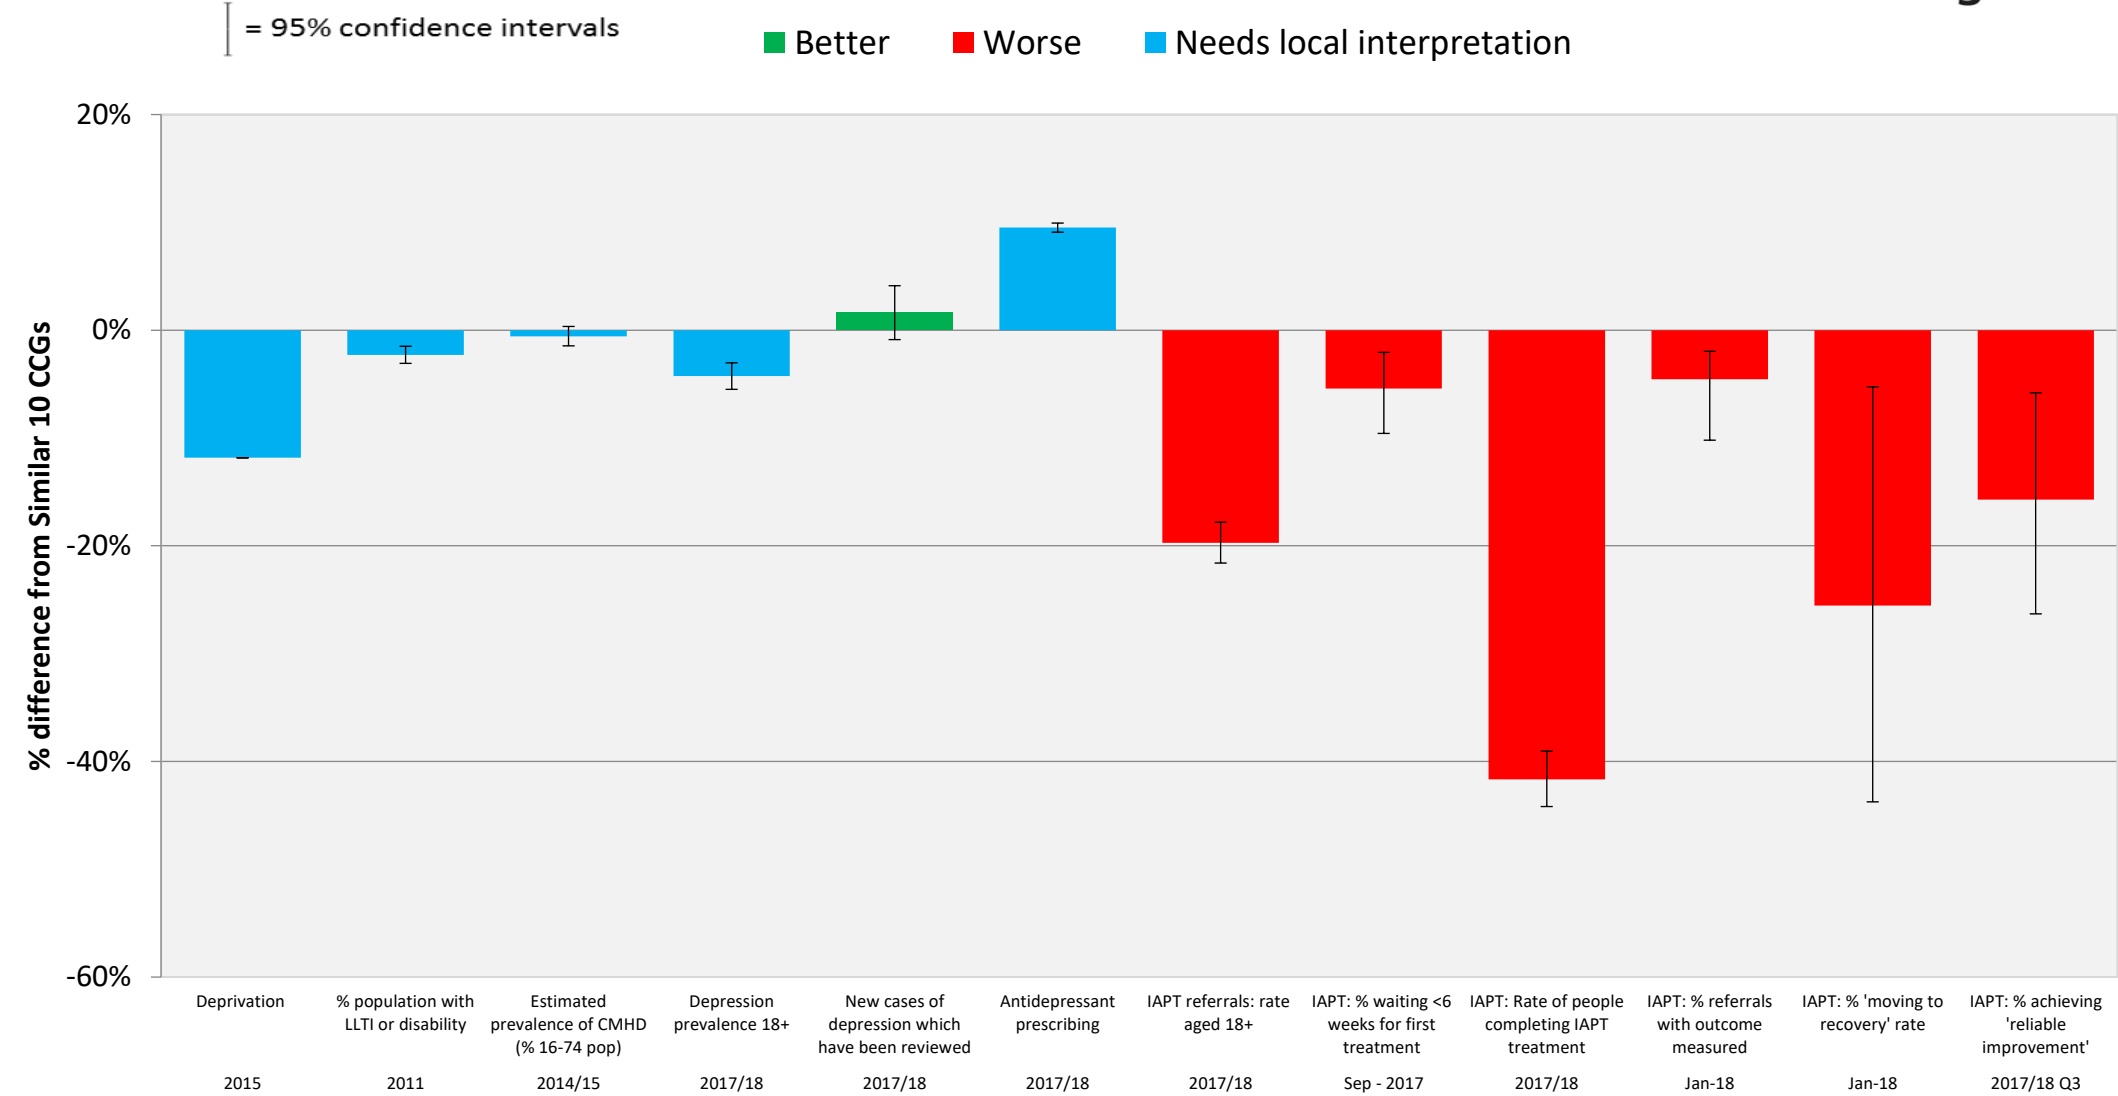 = 95% confidence intervals
Better
Worse
Needs local interpretation
20%
0%
-20%
-40%
-60%
% difference from Similar 10 CCGs
Deprivation
2015
% population with
LLTI or disability
2011
Estimated
prevalence of CMHD
(% 16-74 pop)
2014/15
Depression
prevalence 18+
2017/18
New cases of
depression which
have been reviewed
2017/18
Antidepressant
prescribing
2017/18
IAPT referrals: rate
aged 18+
2017/18
IAPT: % waiting <6
weeks for first
treatment
Sep - 2017
IAPT: Rate of people
completing IAPT
treatment
2017/18
IAPT: % referrals
with outcome
measured
Jan-18
IAPT: % 'moving to
recovery' rate
Jan-18
IAPT: % achieving
'reliable
improvement'
2017/18 Q3